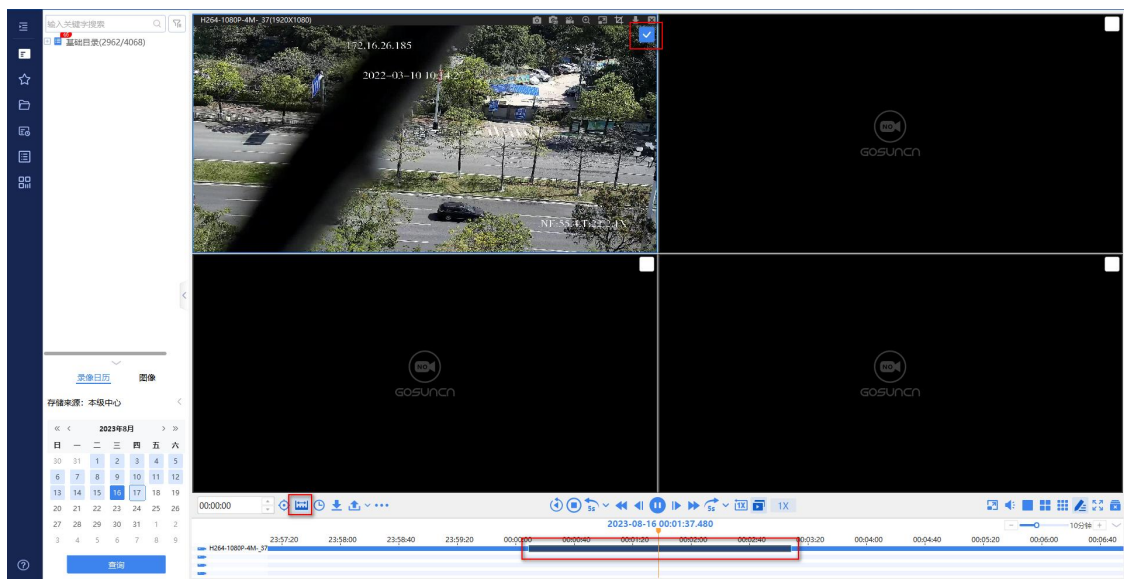 输入关键字搜索
基础目录(2962/4068)
H264-1080P-4M-_37(1920X1080)
172.16.26.185
2022-03-10 10:14:2
NO
GOSUNCN
NO
GOSUNCN
NO
GOSUNCN
录像日历 图像
存储来源: 本级中心
« < 2023年8月 > »
日 一 二 三 四 五 六
30 31 1 2 3 4 5
6 7 8 9 10 11 12
13 14 15 16 17 18 19
20 21 22 23 24 25 26
27 28 29 30 31 1 2
3 4 5 6 7 8 9
查询
00:00:00
5s 5s 1X 1X
2023-08-16 00:01:37.480
10分钟
23:57:20 23:58:00 23:58:40 23:59:20 00:00:00 00:00:40 00:01:20 00:02:00 00:02:40 00:03:20 00:04:00 00:04:40 00:05:20 00:06:00 00:06:40
H264-1080P-4M-_37